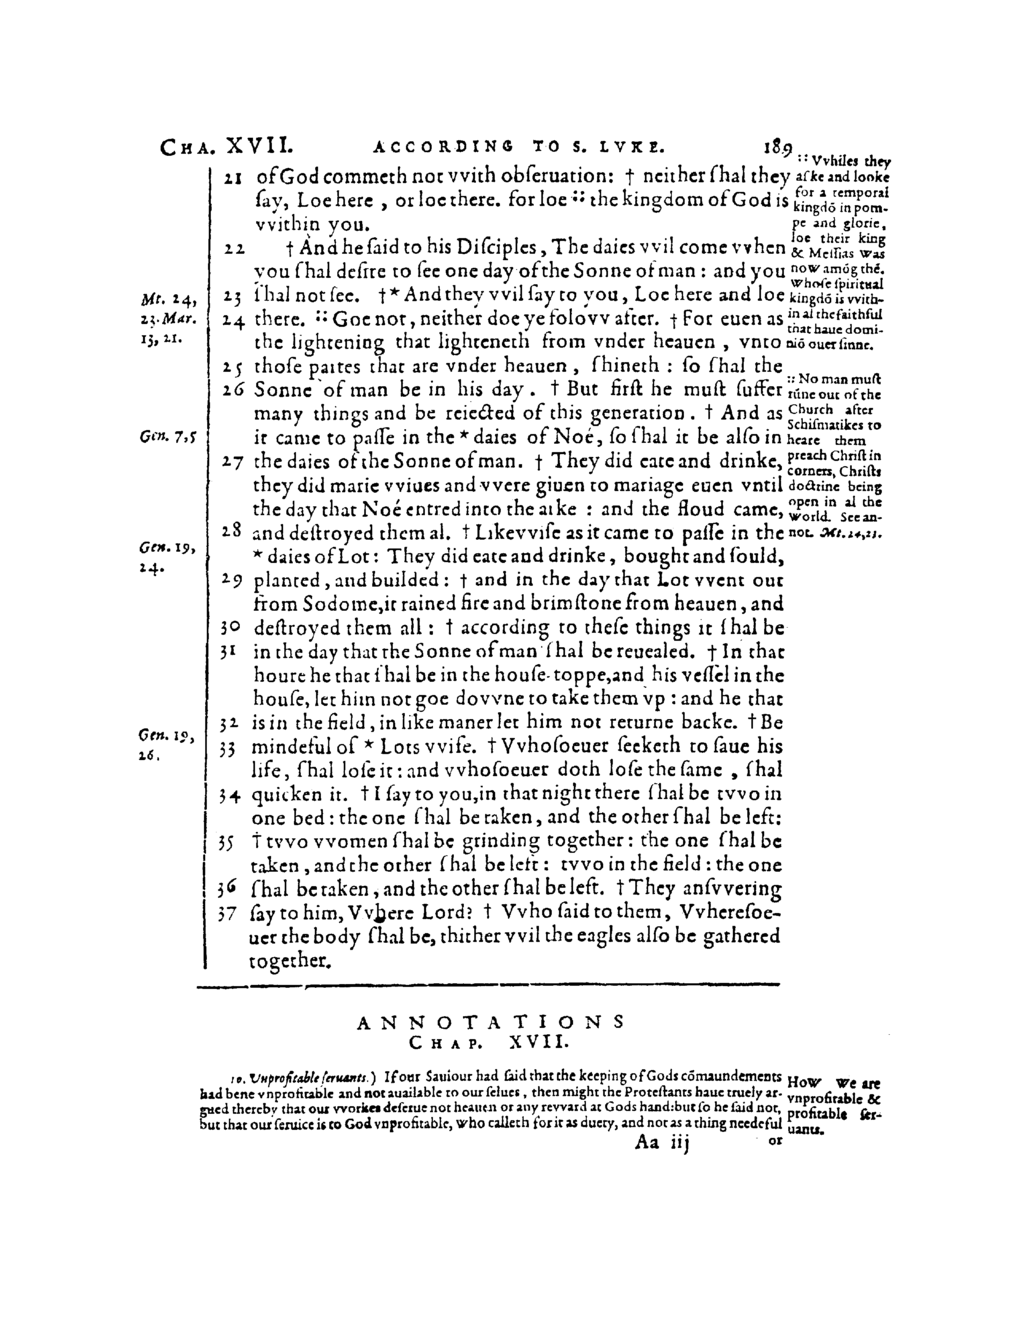 CHA. XVII. ACCORDING TO S. LVKE. 189
21 of God commeth not vvith obſeruation: † neither ſhal they
ſay, Loe here , or loe there. for loe :: the kingdom of God is
vvithin you.
22 † And he ſaid to his Diſciples, The daies vvil come vvhen
you ſhal deſire to ſee one day of the Sonne of man : and you
23 ſhal not ſee. †* And they vvil ſay to you, Loe here and loe
24 there. :: Goe not, neither doe ye folovv after. † For euen as
the lightening that lighteneth from vnder heauen , vnto
25 thoſe partes that are vnder heauen , ſhineth : ſo ſhal the
26 Sonne of man be in his day . † But firſt he muſt ſuffer
many things and be reiected of this generation . † And as
it came to paſſe in the * daies of Noé, ſo ſhal it be alſo in
27 the daies of the Sonne of man. † They did eate and drinke,
they did marie vviues and vvere giuen to mariage euen vntil
the day that Noé entred into the arke : and the floud came,
28 and deſtroyed them al. † Likevviſe as it came to paſſe in the
* daies of Lot: They did eate and drinke, bought and ſould,
29 planted, and builded: † and in the day that Lot vvent out
from Sodome, it rained fire and brimſtone from heauen, and
30 deſtroyed them all : † according to theſe things it ſhal be
31 in the day that the Sonne of man ſhal be reuealed. † In that
houre he that ſhal be in the houſe-toppe, and his veſſel in the
houſe, let him not goe dovvne to take them vp : and he that
32 is in the field, in like maner let him not returne backe. † Be
33 mindeful of * Lots vvife. † Vvhoſoeuer ſeeketh to ſaue his
life, ſhal loſe it: and vvhoſoeuer doth loſe the ſame , ſhal
34 quicken it. † I ſay to you, in that night there ſhal be tvvo in
one bed : the one ſhal be taken, and the other ſhal be left:
35 † tvvo vvomen ſhal be grinding together : the one ſhal be
taken, and the other ſhal be left : tvvo in the field : the one
36 ſhal be taken, and the other ſhal be left. † They anſvvering
37 ſay to him, Vvhere Lord? † Vvho ſaid to them, Vvhereſoe-
uer the body ſhal be, thither vvil the eagles alſo be gathered
together.
Mt. 24,
23. Mar.
13, 21.
Gen. 7,5
Gen. 19,
24.
Gen. 19,
26.
:: Vvhiles they
aſke and looke
for a temporal
kingdō in pom-
pe and glorie,
loe their king
& Meſſias was
now amōg thē.
Whoſe ſpiritual
kingdō is vvith-
in al the faithful
that haue domi-
niō ouer ſinne.
:: No man muſt
rūne out of the
Church after
Schiſmatikes to
heare them
preach Chriſt in
corners, Chriſts
doctrine being
open in al the
world. See an-
not. Mt. 24,23.
ANNOTATIONS
CHAP. XVII.
10. Vnprofitable ſeruants.) If our Sauiour had ſaid that the keeping of Gods cōmaundements
had bene vnprofitable and not auailable to our ſelues, then might the Proteſtants haue truely ar-
gued thereby that our vvorkes deſerue not heauen or any revvard at Gods hand: but ſo he ſaid not,
but that our ſeruice is to God vnprofitable, who calleth for it as duety, and not as a thing needeful
How we are
vnprofitable &
profitable ſer-
uants.
Aa iij or